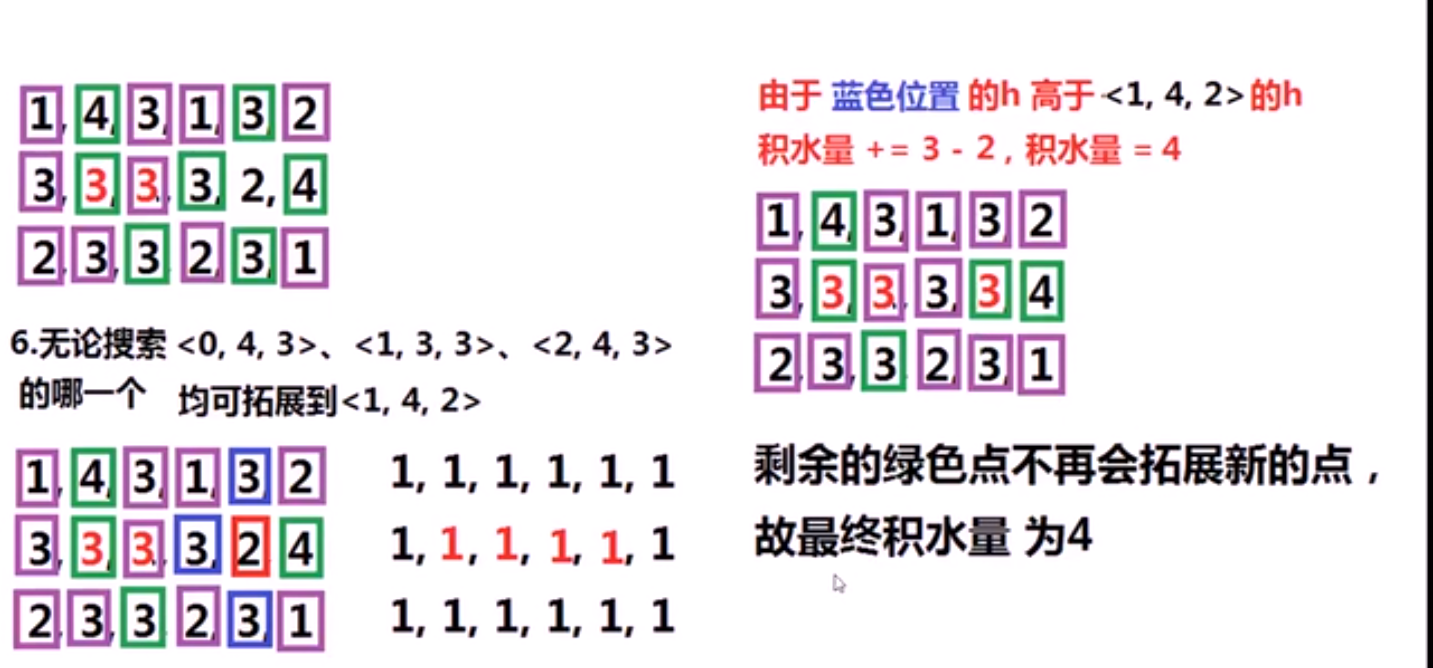 1, 4, 3, 1, 3, 2
3, 3, 3, 3, 2, 4
2, 3, 3, 2, 3, 1
6.无论搜索 <0, 4, 3>、<1, 3, 3>、<2, 4, 3>
的哪一个 均可拓展到<1, 4, 2>
1, 4, 3, 1, 3, 2
3, 3, 3, 3, 2, 4
2, 3, 3, 2, 3, 1
1, 1, 1, 1, 1, 1
1, 1, 1, 1, 1, 1
1, 1, 1, 1, 1, 1
由于 蓝色位置 的h 高于 <1, 4, 2> 的h
积水量 += 3 - 2 , 积水量 = 4
1, 4, 3, 1, 3, 2
3, 3, 3, 3, 3, 4
2, 3, 3, 2, 3, 1
剩余的绿色点不再会拓展新的点，
故最终积水量 为4